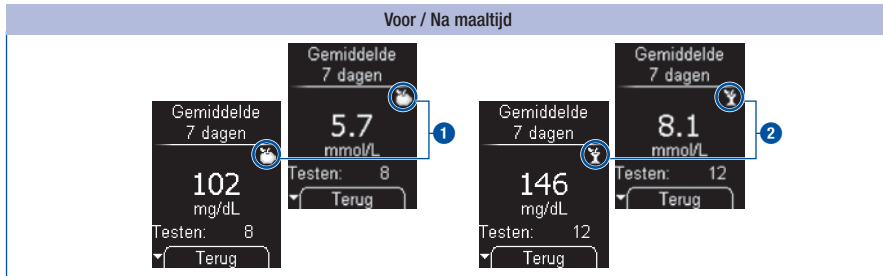 Voor / Na maaltijd
Gemiddelde
7 dagen
102
mg/dL
Testen: 8
Terug
Gemiddelde
7 dagen
5.7
mmol/L
Testen: 8
Terug
1
Gemiddelde
7 dagen
146
mg/dL
Testen: 12
Terug
Gemiddelde
7 dagen
8.1
mmol/L
Testen: 12
Terug
2